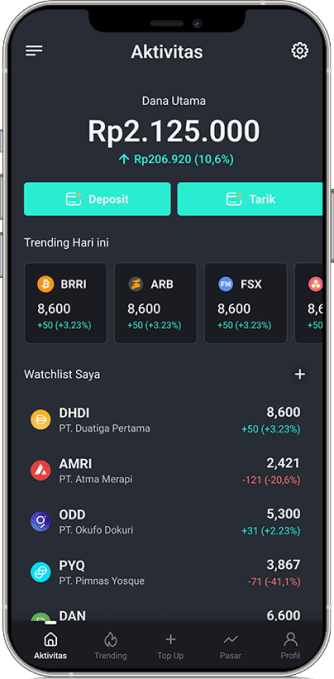 Aktivitas
Dana Utama
Rp2.125.000
Rp206.920 (10,6%)
Deposit
Tarik
Trending Hari ini
BRRI
ARB
FW
FSX
8,600
8,600
8,600
8,6
+50 (+3.23%)
+50 (+3.23%)
+50 (+3.23%)
+50
Watchlist Saya
+
DHDI
8,600
PT. Duatiga Pertama
+50 (+3.23%)
AMRI
2,421
PT. Atma Merapi
-121 (-20,6%)
ODD
5,300
PT. Okufo Dokuri
+31 (+2.23%)
PYQ
3,867
PT. Pimnas Yosque
-71 (-41,1%)
DAN
6,600
Aktivitas
Trending
Top Up
Pasar
Profil